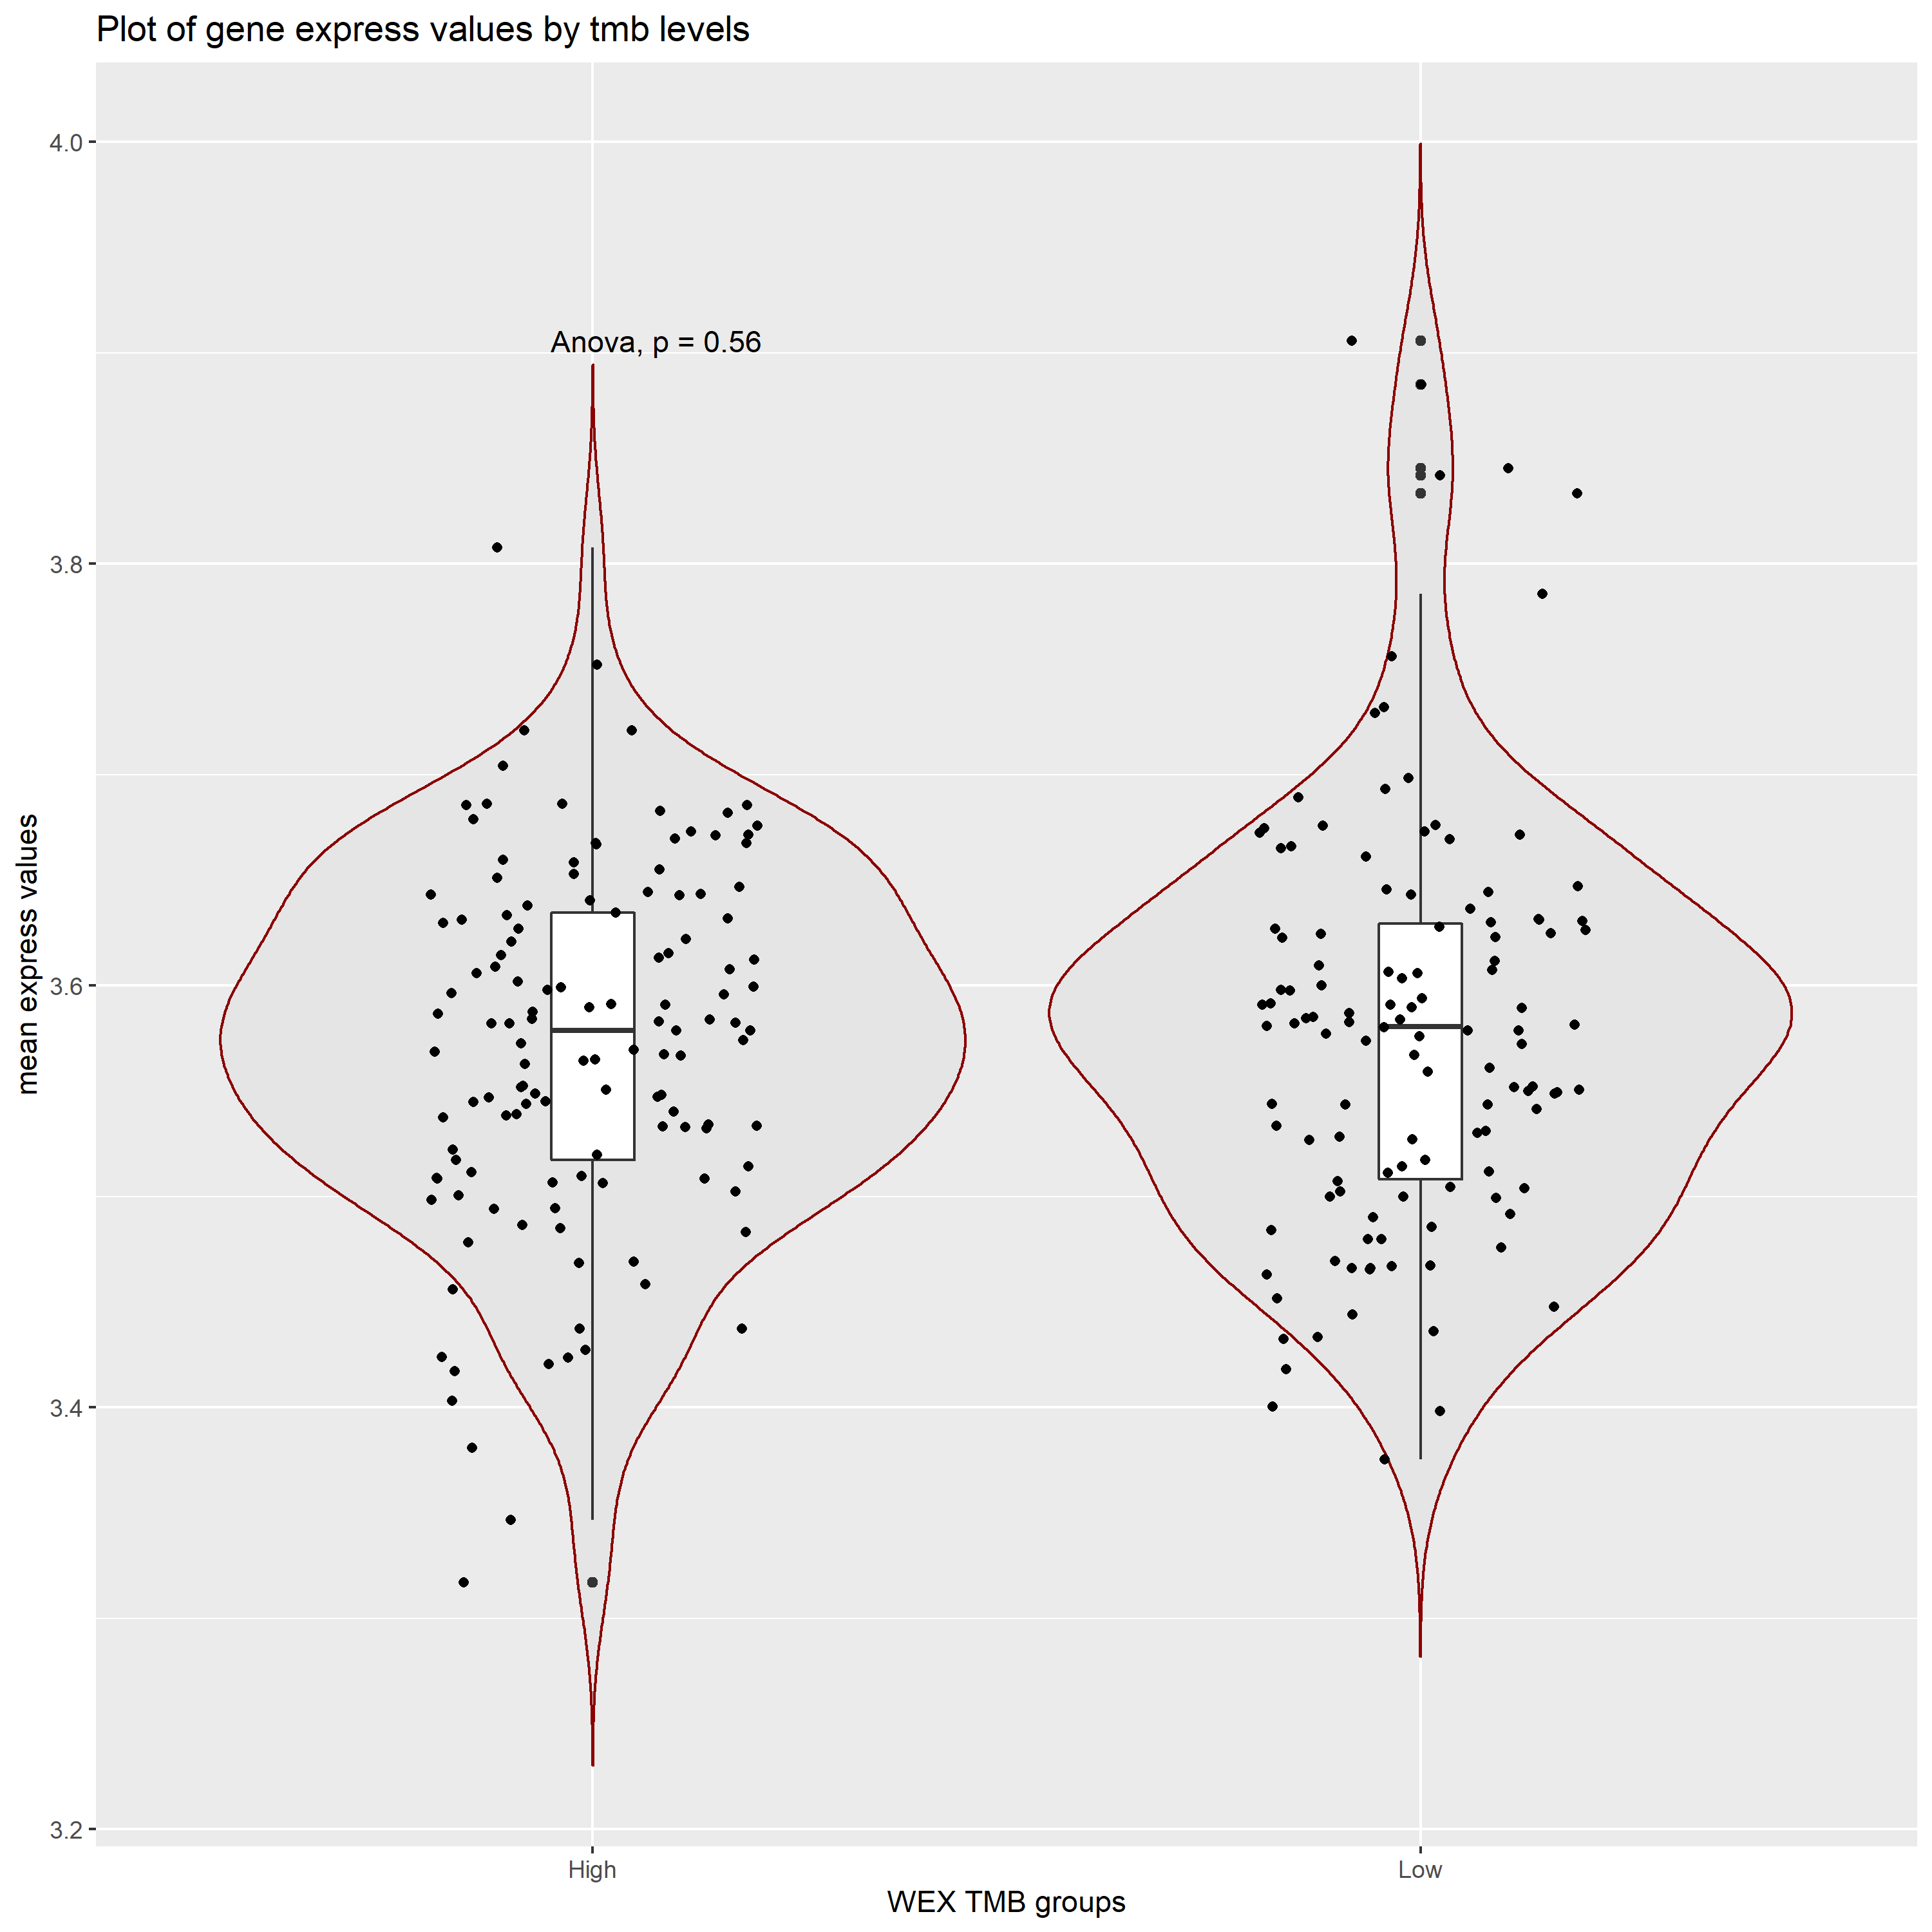 Plot of gene express values by tmb levels
4.0
Anova, p = 0.56
3.8
mean express values
3.6
3.4
3.2
High
Low
WEX TMB groups